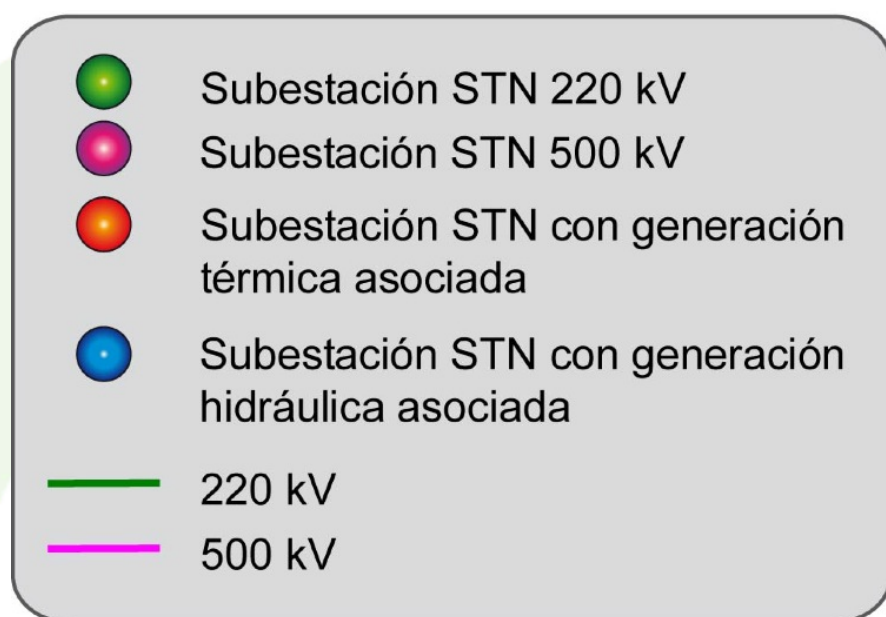 Subestación STN 220 kV
Subestación STN 500 kV
Subestación STN con generación
térmica asociada
Subestación STN con generación
hidráulica asociada
220 kV
500 kV